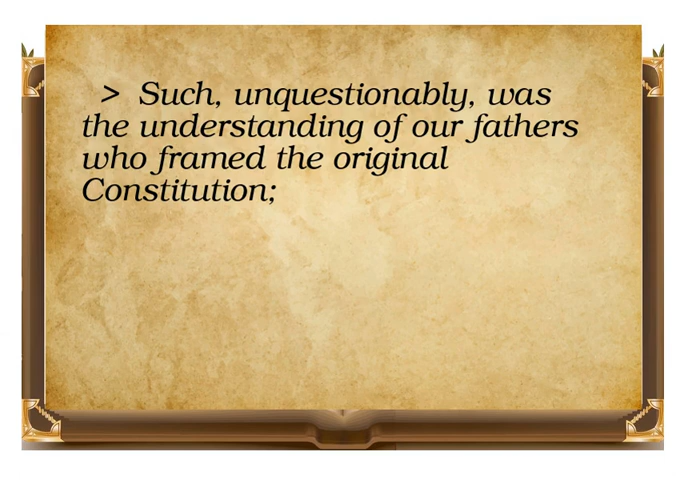 > Such, unquestionably, was
the understanding of our fathers
who framed the original
Constitution;